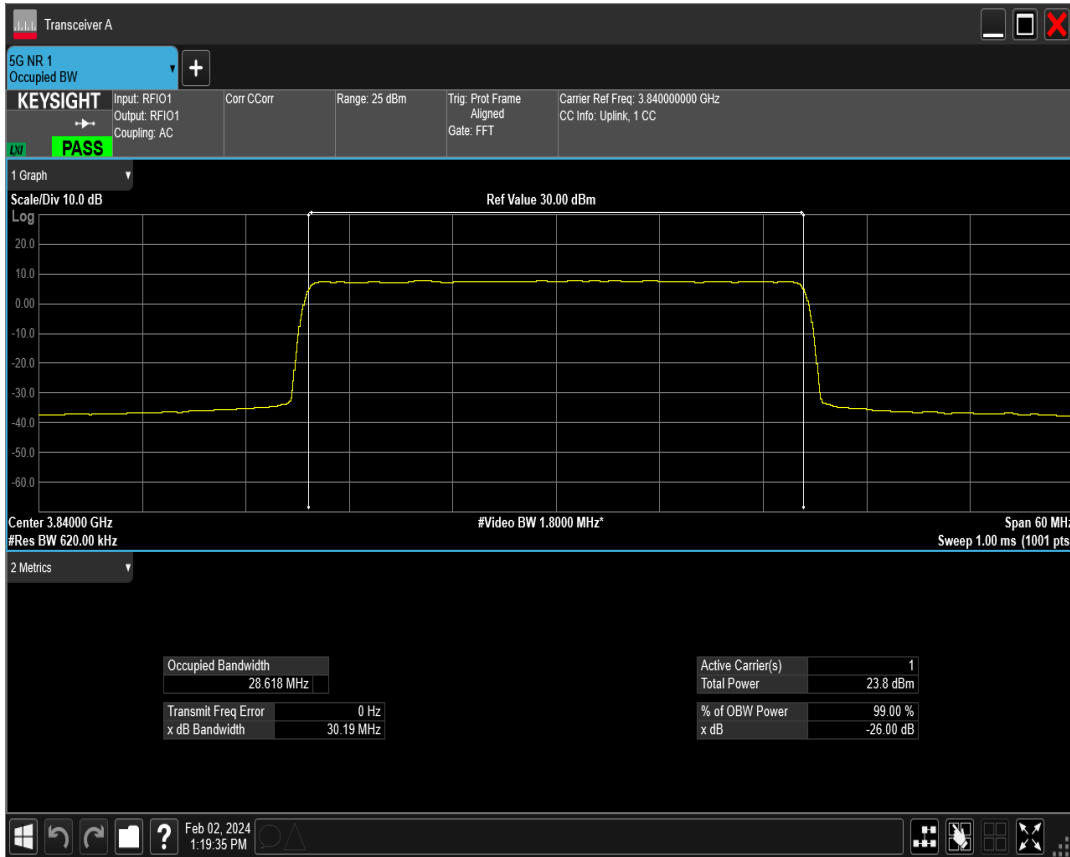 Transceiver A
5G NR 1
Occupied BW
+
KEYSIGHT
Input: RFIO1
Output: RFIO1
Coupling: AC
Corr CCorr
Range: 25 dBm
Trig: Prot Frame
Aligned
Gate: FFT
Carrier Ref Freq: 3.840000000 GHz
CC Info: Uplink, 1 CC
LXI
PASS
1 Graph
Scale/Div 10.0 dB
Ref Value 30.00 dBm
Log
20.0
10.0
0.00
-10.0
-20.0
-30.0
-40.0
-50.0
-60.0
Center 3.84000 GHz
#Video BW 1.8000 MHz*
Span 60 MHz
#Res BW 620.00 kHz
Sweep 1.00 ms (1001 pts
2 Metrics
Occupied Bandwidth
28.618 MHz
Transmit Freq Error 0 Hz
x dB Bandwidth 30.19 MHz
Active Carrier(s) 1
Total Power 23.8 dBm
% of OBW Power 99.00 %
x dB -26.00 dB
?
Feb 02, 2024
1:19:35 PM